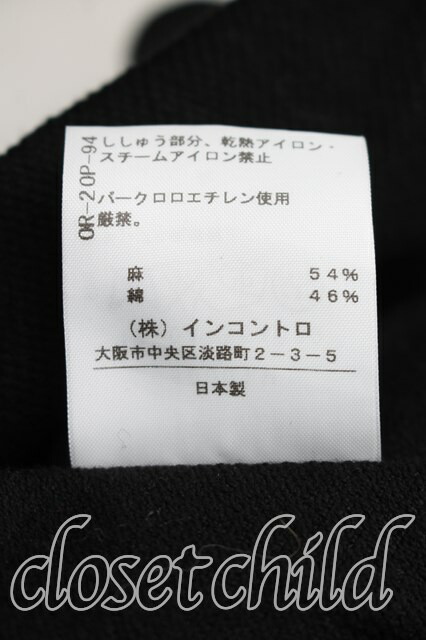 OR-20P-94
ししゅう部分、乾熱アイロン・
スチームアイロン禁止
パークロロエチレン使用
厳禁。
麻 54%
綿 46%
(株)インコントロ
大阪市中央区淡路町2-3-5
日本製
closet child